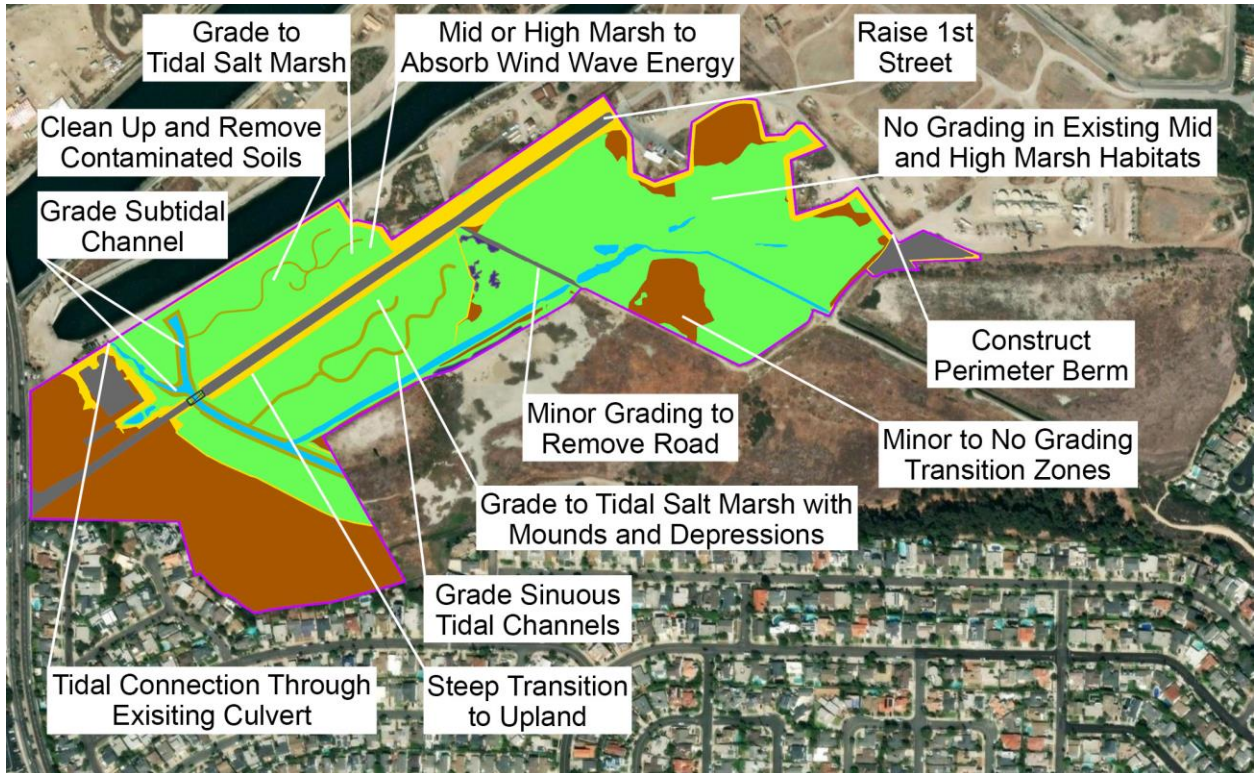 Grade to
Tidal Salt Marsh
Mid or High Marsh to
Absorb Wind Wave Energy
Raise 1st
Street
Clean Up and Remove
Contaminated Soils
No Grading in Existing Mid
and High Marsh Habitats
Grade Subtidal
Channel
Construct
Perimeter Berm
Minor Grading to
Remove Road
Minor to No Grading
Transition Zones
Grade to Tidal Salt Marsh with
Mounds and Depressions
Grade Sinuous
Tidal Channels
Tidal Connection Through
Exisiting Culvert
Steep Transition
to Upland